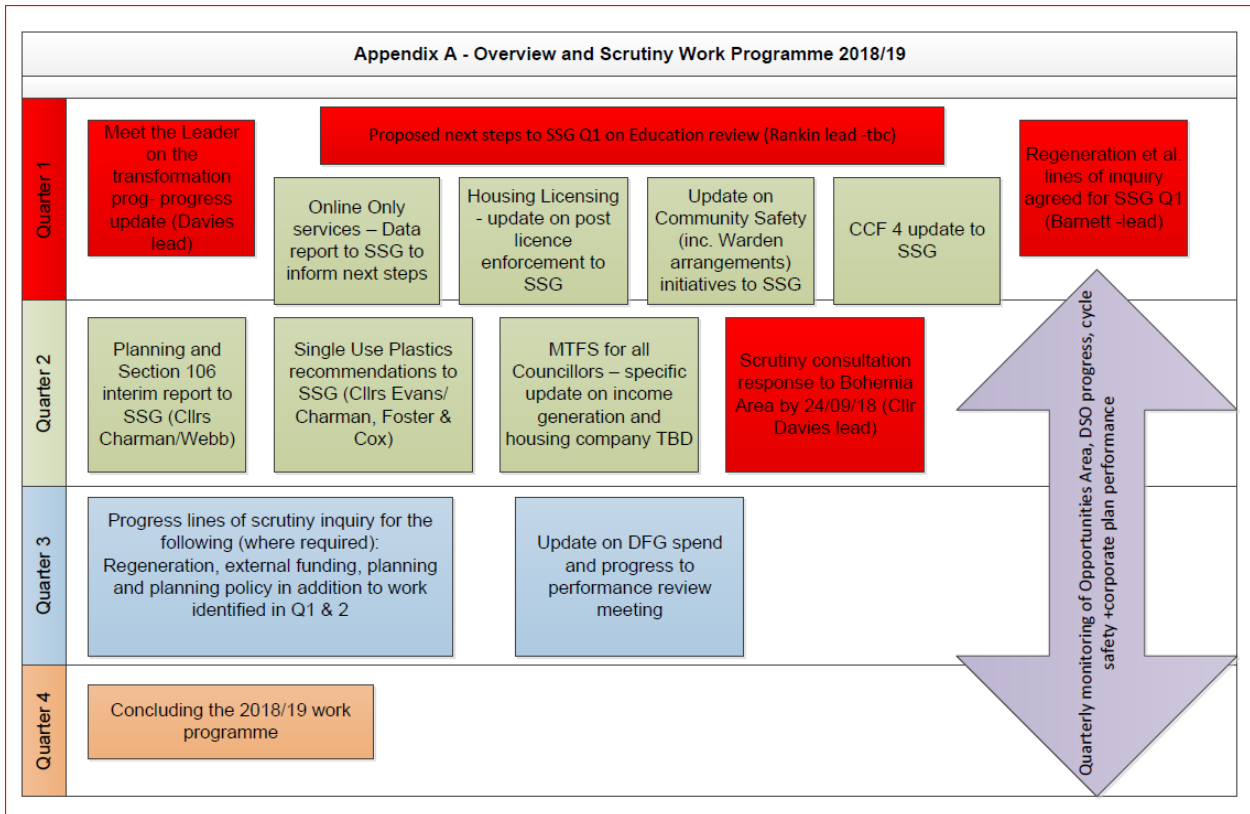 Appendix A - Overview and Scrutiny Work Programme 2018/19
Quarter 1
Meet the Leader
on the
transformation
prog- progress
update (Davies
lead)
Proposed next steps to SSG Q1 on Education review (Rankin lead -tbc)
Regeneration et al.
lines of inquiry
agreed for SSG Q1
(Barnett -lead)
Online Only
services – Data
report to SSG to
inform next steps
Housing Licensing
- update on post
licence
enforcement to
SSG
Update on
Community Safety
(inc. Warden
arrangements)
initiatives to SSG
CCF 4 update to
SSG
Quarter 2
Planning and
Section 106
interim report to
SSG (Cllrs
Charman/Webb)
Single Use Plastics
recommendations to
SSG (Cllrs Evans/
Charman, Foster &
Cox)
MTFS for all
Councillors – specific
update on income
generation and
housing company TBD
Scrutiny consultation
response to Bohemia
Area by 24/09/18 (Cllr
Davies lead)
Quarterly monitoring of Opportunities Area, DSO progress, cycle
safety +corporate plan performance
Quarter 3
Progress lines of scrutiny inquiry for the
following (where required):
Regeneration, external funding, planning
and planning policy in addition to work
identified in Q1 & 2
Update on DFG spend
and progress to
performance review
meeting
Quarter 4
Concluding the 2018/19 work
programme